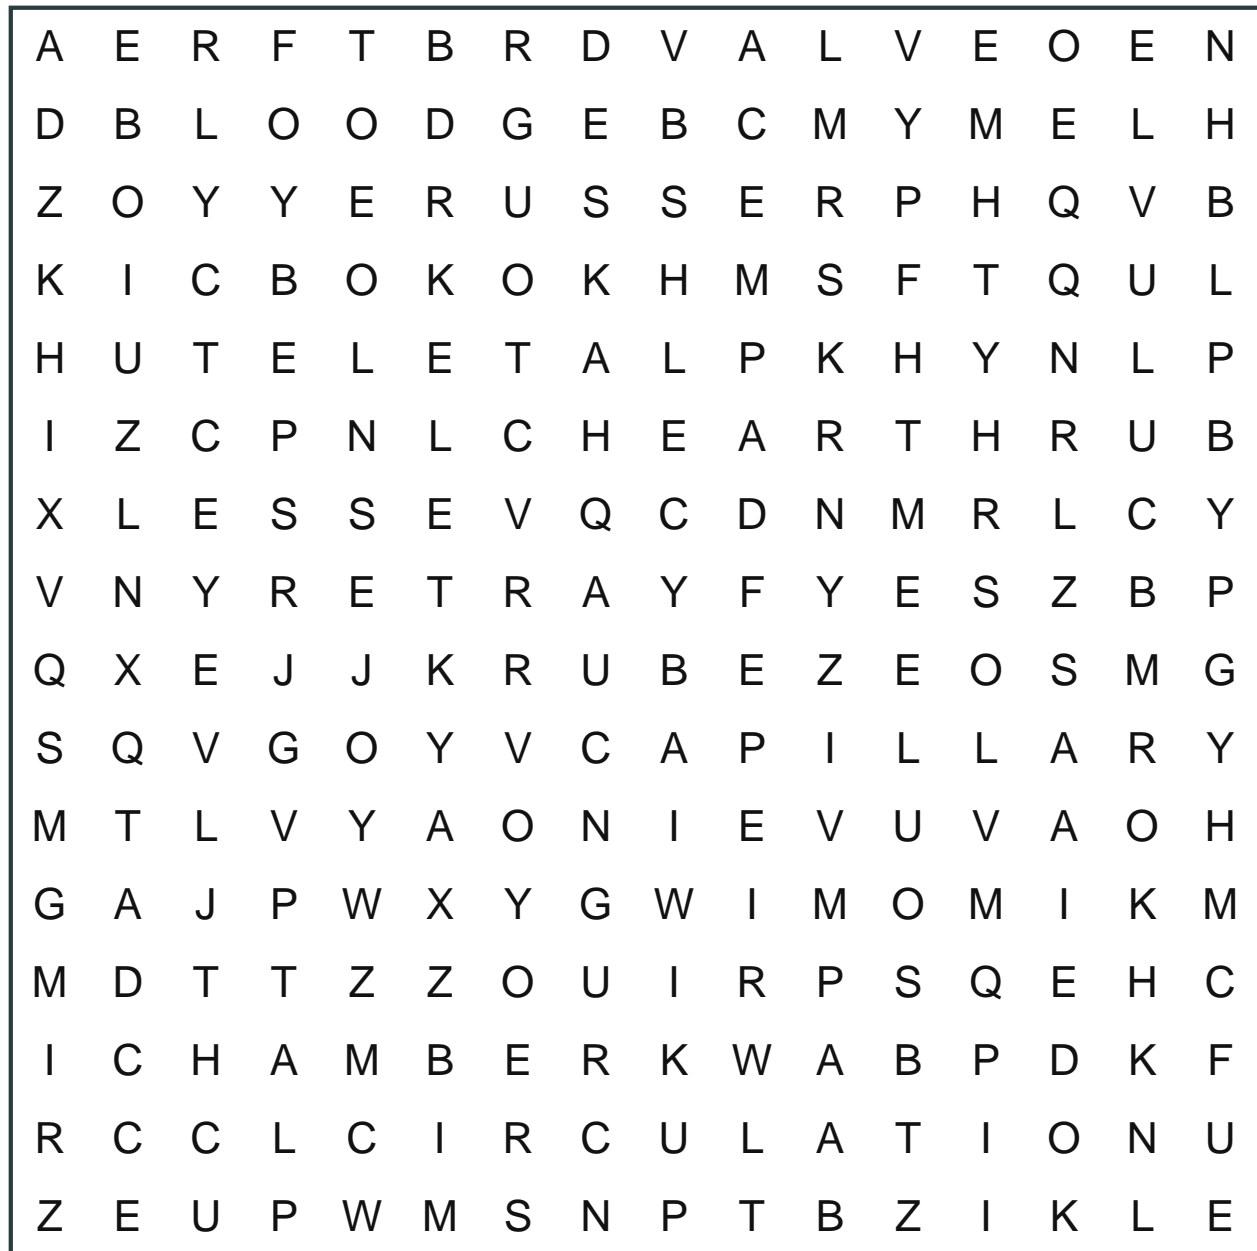 A E R F T B R D V A L V E O E N
D B L O O D G E B C M Y M E L H
Z O Y Y E R U S S E R P H Q V B
K I C B O K O K H M S F T Q U L
H U T E L E T A L P K H Y N L P
I Z C P N L C H E A R T H R U B
X L E S S E V Q C D N M R L C Y
V N Y R E T R A Y F Y E S Z B P
Q X E J J K R U B E Z E O S M G
S Q V G O Y V C A P I L L A R Y
M T L V Y A O N I E V U V A O H
G A J P W X Y G W I M O M I K M
M D T T Z Z O U I R P S Q E H C
I C H A M B E R K W A B P D K F
R C C L C I R C U L A T I O N U
Z E U P W M S N P T B Z I K L E